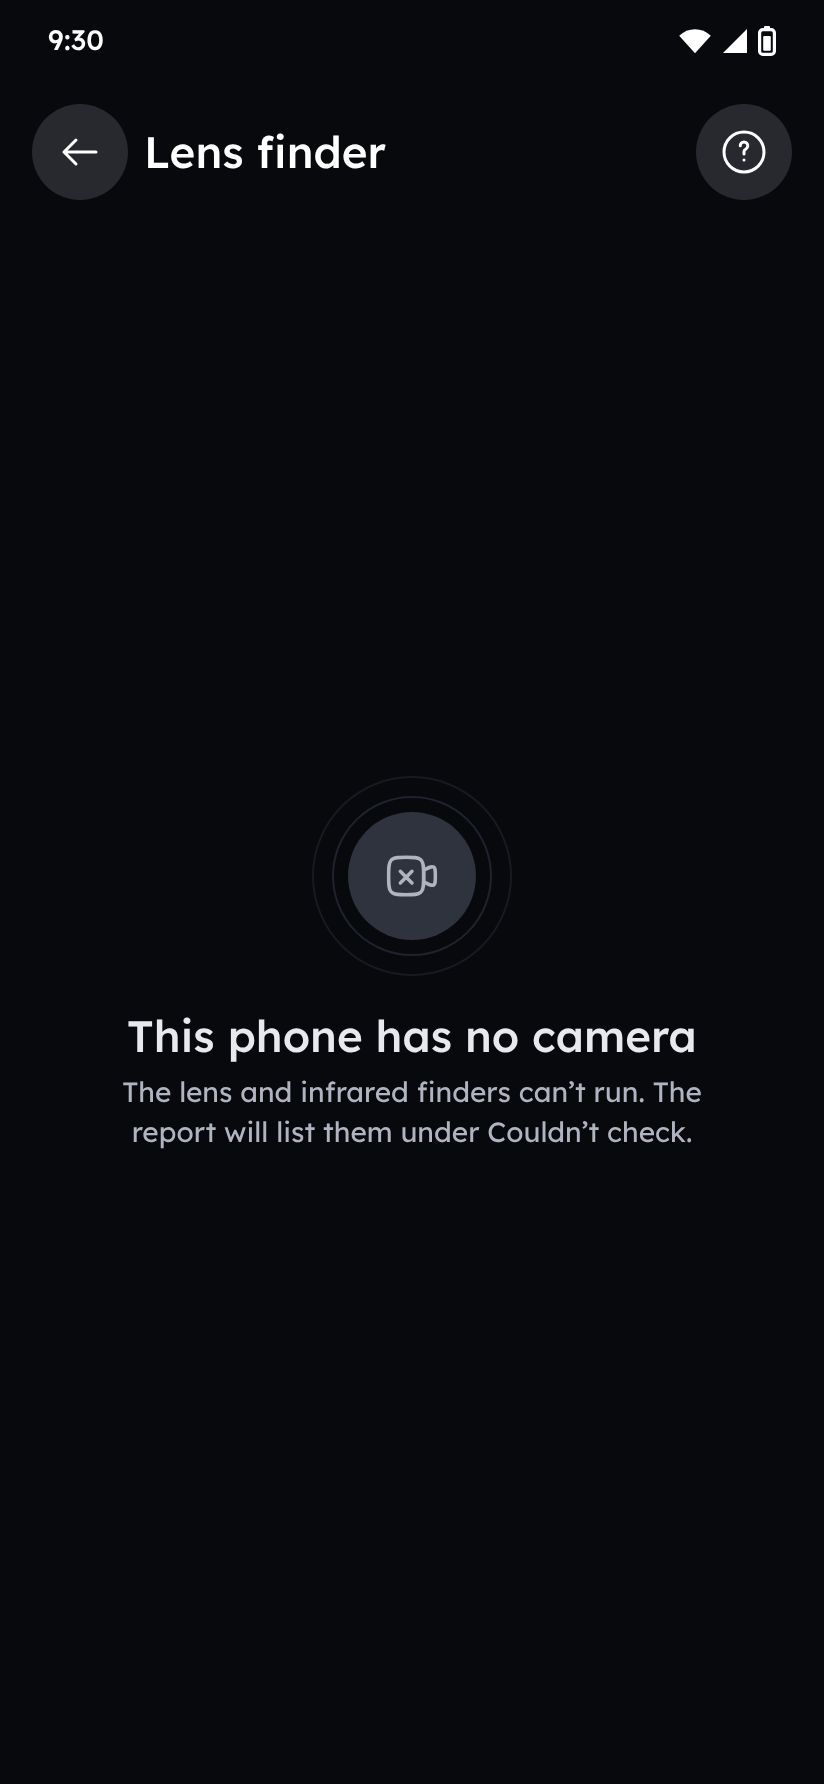 9:30
Lens finder
This phone has no camera
The lens and infrared finders can’t run. The
report will list them under Couldn’t check.